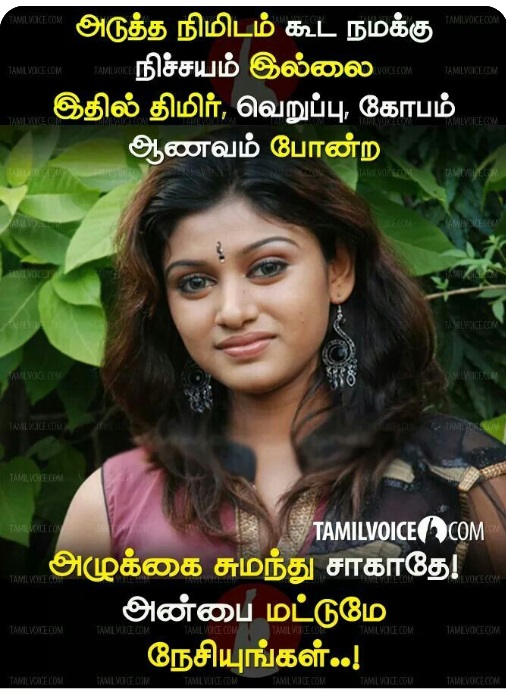 அடுத்த நிமிடம் கூட நமக்கு
நிச்சயம் இல்லை
இதில் திமிர், வெறுப்பு, கோபம்
ஆணவம் போன்ற
TAMILVOICE.COM
அழுக்கை சுமந்து சாகாதே!
அன்பை மட்டுமே
நேசியுங்கள்..!